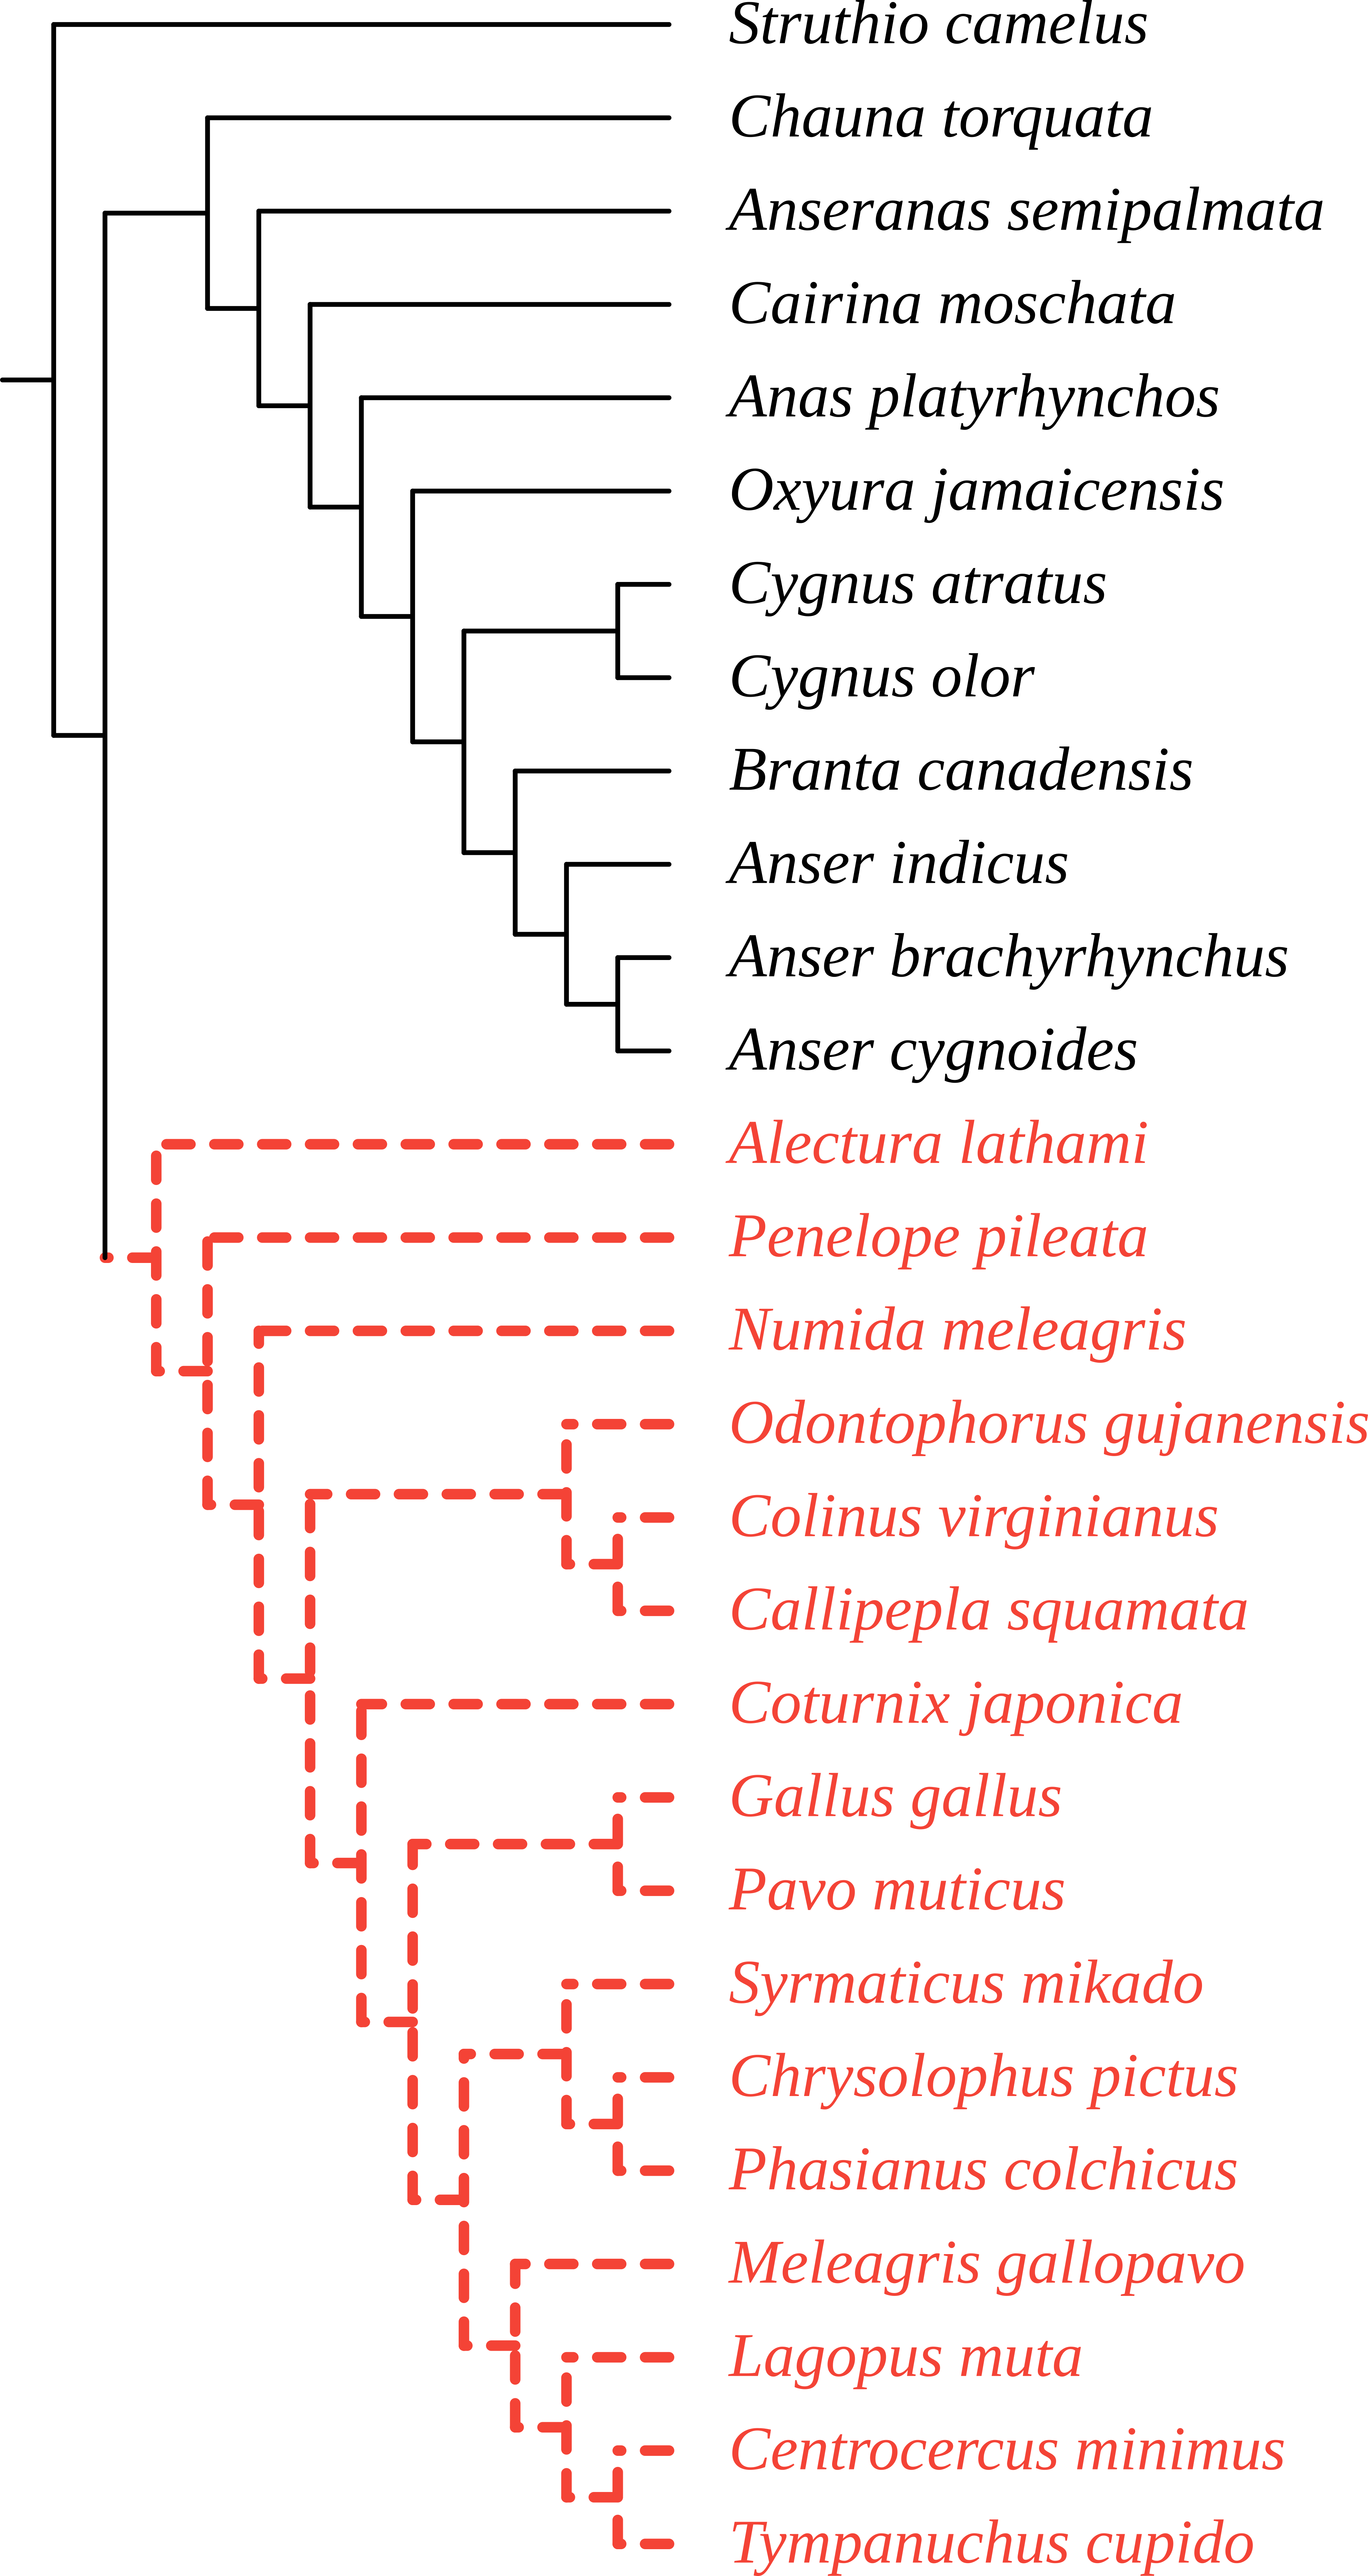 Struthio camelus
Chauna torquata
Anseranas semipalmata
Cairina moschata
Anas platyrhynchos
Oxyura jamaicensis
Cygnus atratus
Cygnus olor
Branta canadensis
Anser indicus
Anser brachyrhynchus
Anser cygnoides
Alectura lathami
Penelope pileata
Numida meleagris
Odontophorus gujanensis
Colinus virginianus
Callipepla squamata
Coturnix japonica
Gallus gallus
Pavo muticus
Syrmaticus mikado
Chrysolophus pictus
Phasianus colchicus
Meleagris gallopavo
Lagopus muta
Centrocercus minimus
Tympanuchus cupido